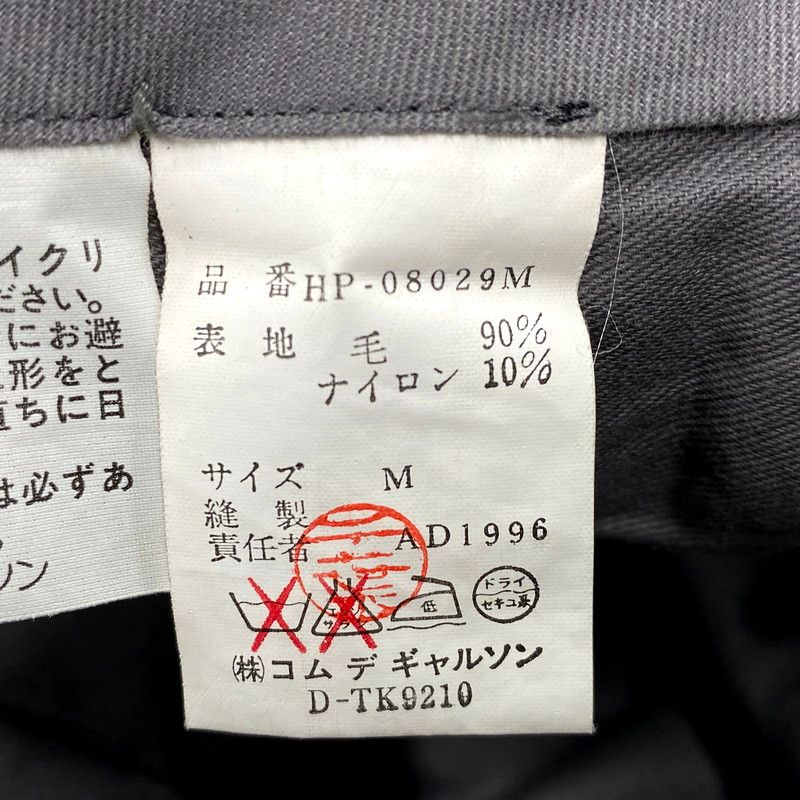 イクリ
ださい。
にお避
形をと
直ちに日
は必ずあ
ソン
品番 HP-08029M
表地 毛 90%
ナイロン 10%
サイズ M
縫製
責任者 AD1996
低
ドライ
セキユ系
(株)コム デ ギャルソン
D-TK9210